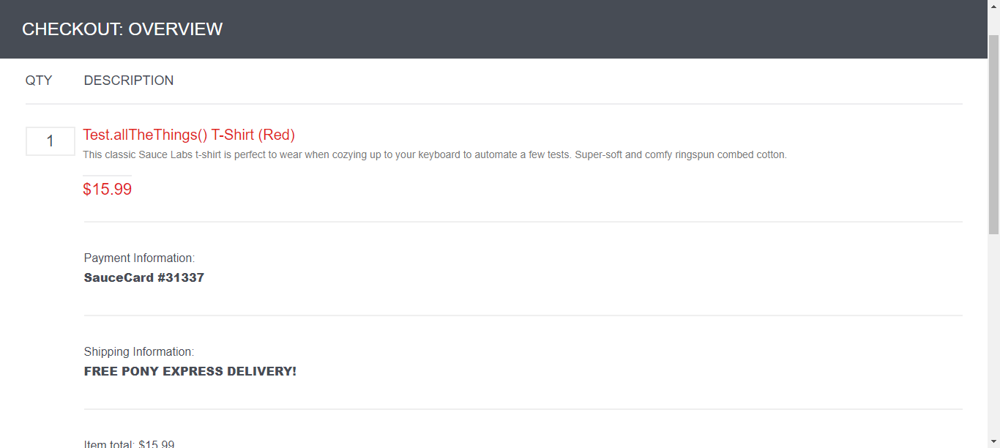 CHECKOUT: OVERVIEW
QTY DESCRIPTION
1 Test.allTheThings() T-Shirt (Red)
This classic Sauce Labs t-shirt is perfect to wear when cozying up to your keyboard to automate a few tests. Super-soft and comfy ringspun combed cotton.
$15.99
Payment Information:
SauceCard #31337
Shipping Information:
FREE PONY EXPRESS DELIVERY!
Item total: $15.99